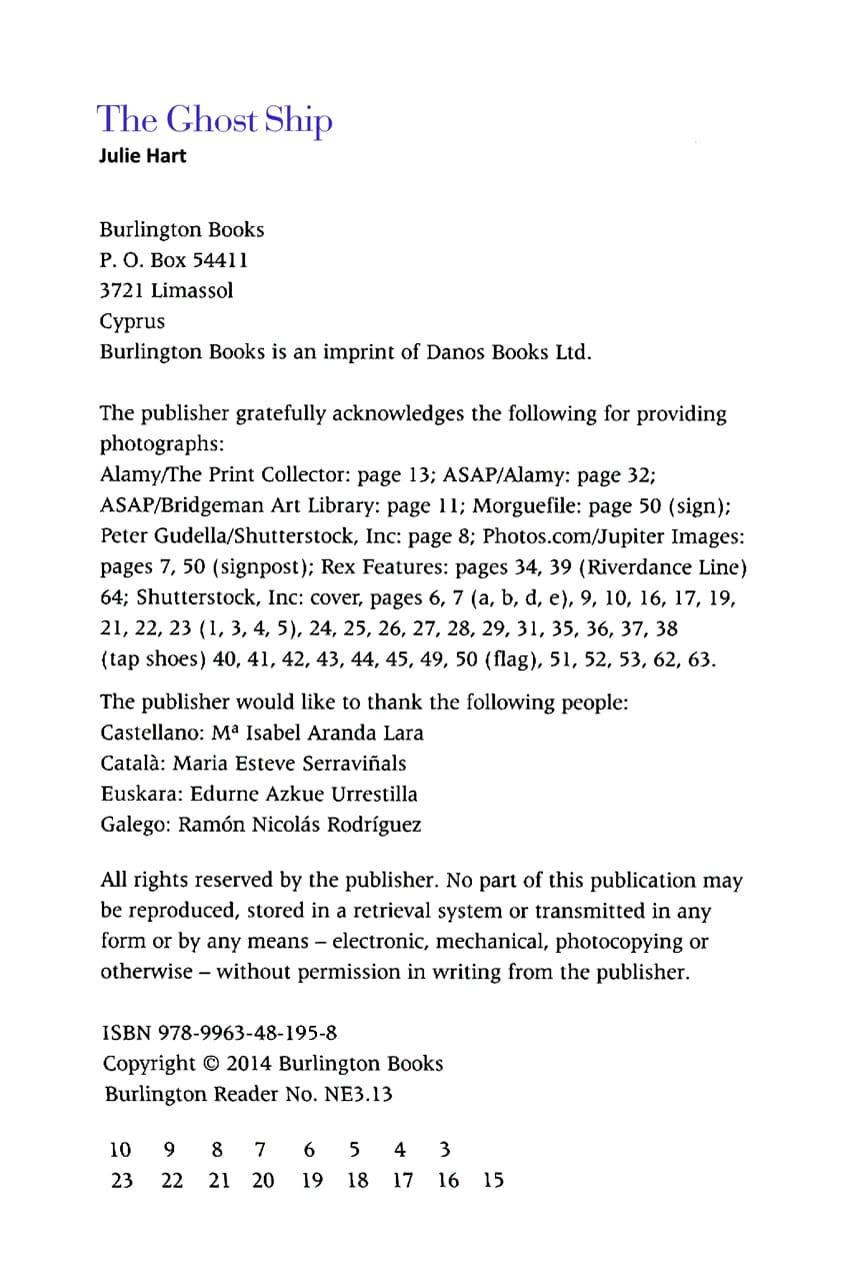 The Ghost Ship
Julie Hart
Burlington Books
P. O. Box 54411
3721 Limassol
Cyprus
Burlington Books is an imprint of Danos Books Ltd.
The publisher gratefully acknowledges the following for providing
photographs:
Alamy/The Print Collector: page 13; ASAP/Alamy: page 32;
ASAP/Bridgeman Art Library: page 11; Morguefile: page 50 (sign);
Peter Gudella/Shutterstock, Inc: page 8; Photos.com/Jupiter Images:
pages 7, 50 (signpost); Rex Features: pages 34, 39 (Riverdance Line)
64; Shutterstock, Inc: cover, pages 6, 7 (a, b, d, e), 9, 10, 16, 17, 19,
21, 22, 23 (1, 3, 4, 5), 24, 25, 26, 27, 28, 29, 31, 35, 36, 37, 38
(tap shoes) 40, 41, 42, 43, 44, 45, 49, 50 (flag), 51, 52, 53, 62, 63.
The publisher would like to thank the following people:
Castellano: Mª Isabel Aranda Lara
Català: Maria Esteve Serraviñals
Euskara: Edurne Azkue Urrestilla
Galego: Ramón Nicolás Rodríguez
All rights reserved by the publisher. No part of this publication may
be reproduced, stored in a retrieval system or transmitted in any
form or by any means – electronic, mechanical, photocopying or
otherwise – without permission in writing from the publisher.
ISBN 978-9963-48-195-8
Copyright © 2014 Burlington Books
Burlington Reader No. NE3.13
10 9 8 7 6 5 4 3
23 22 21 20 19 18 17 16 15